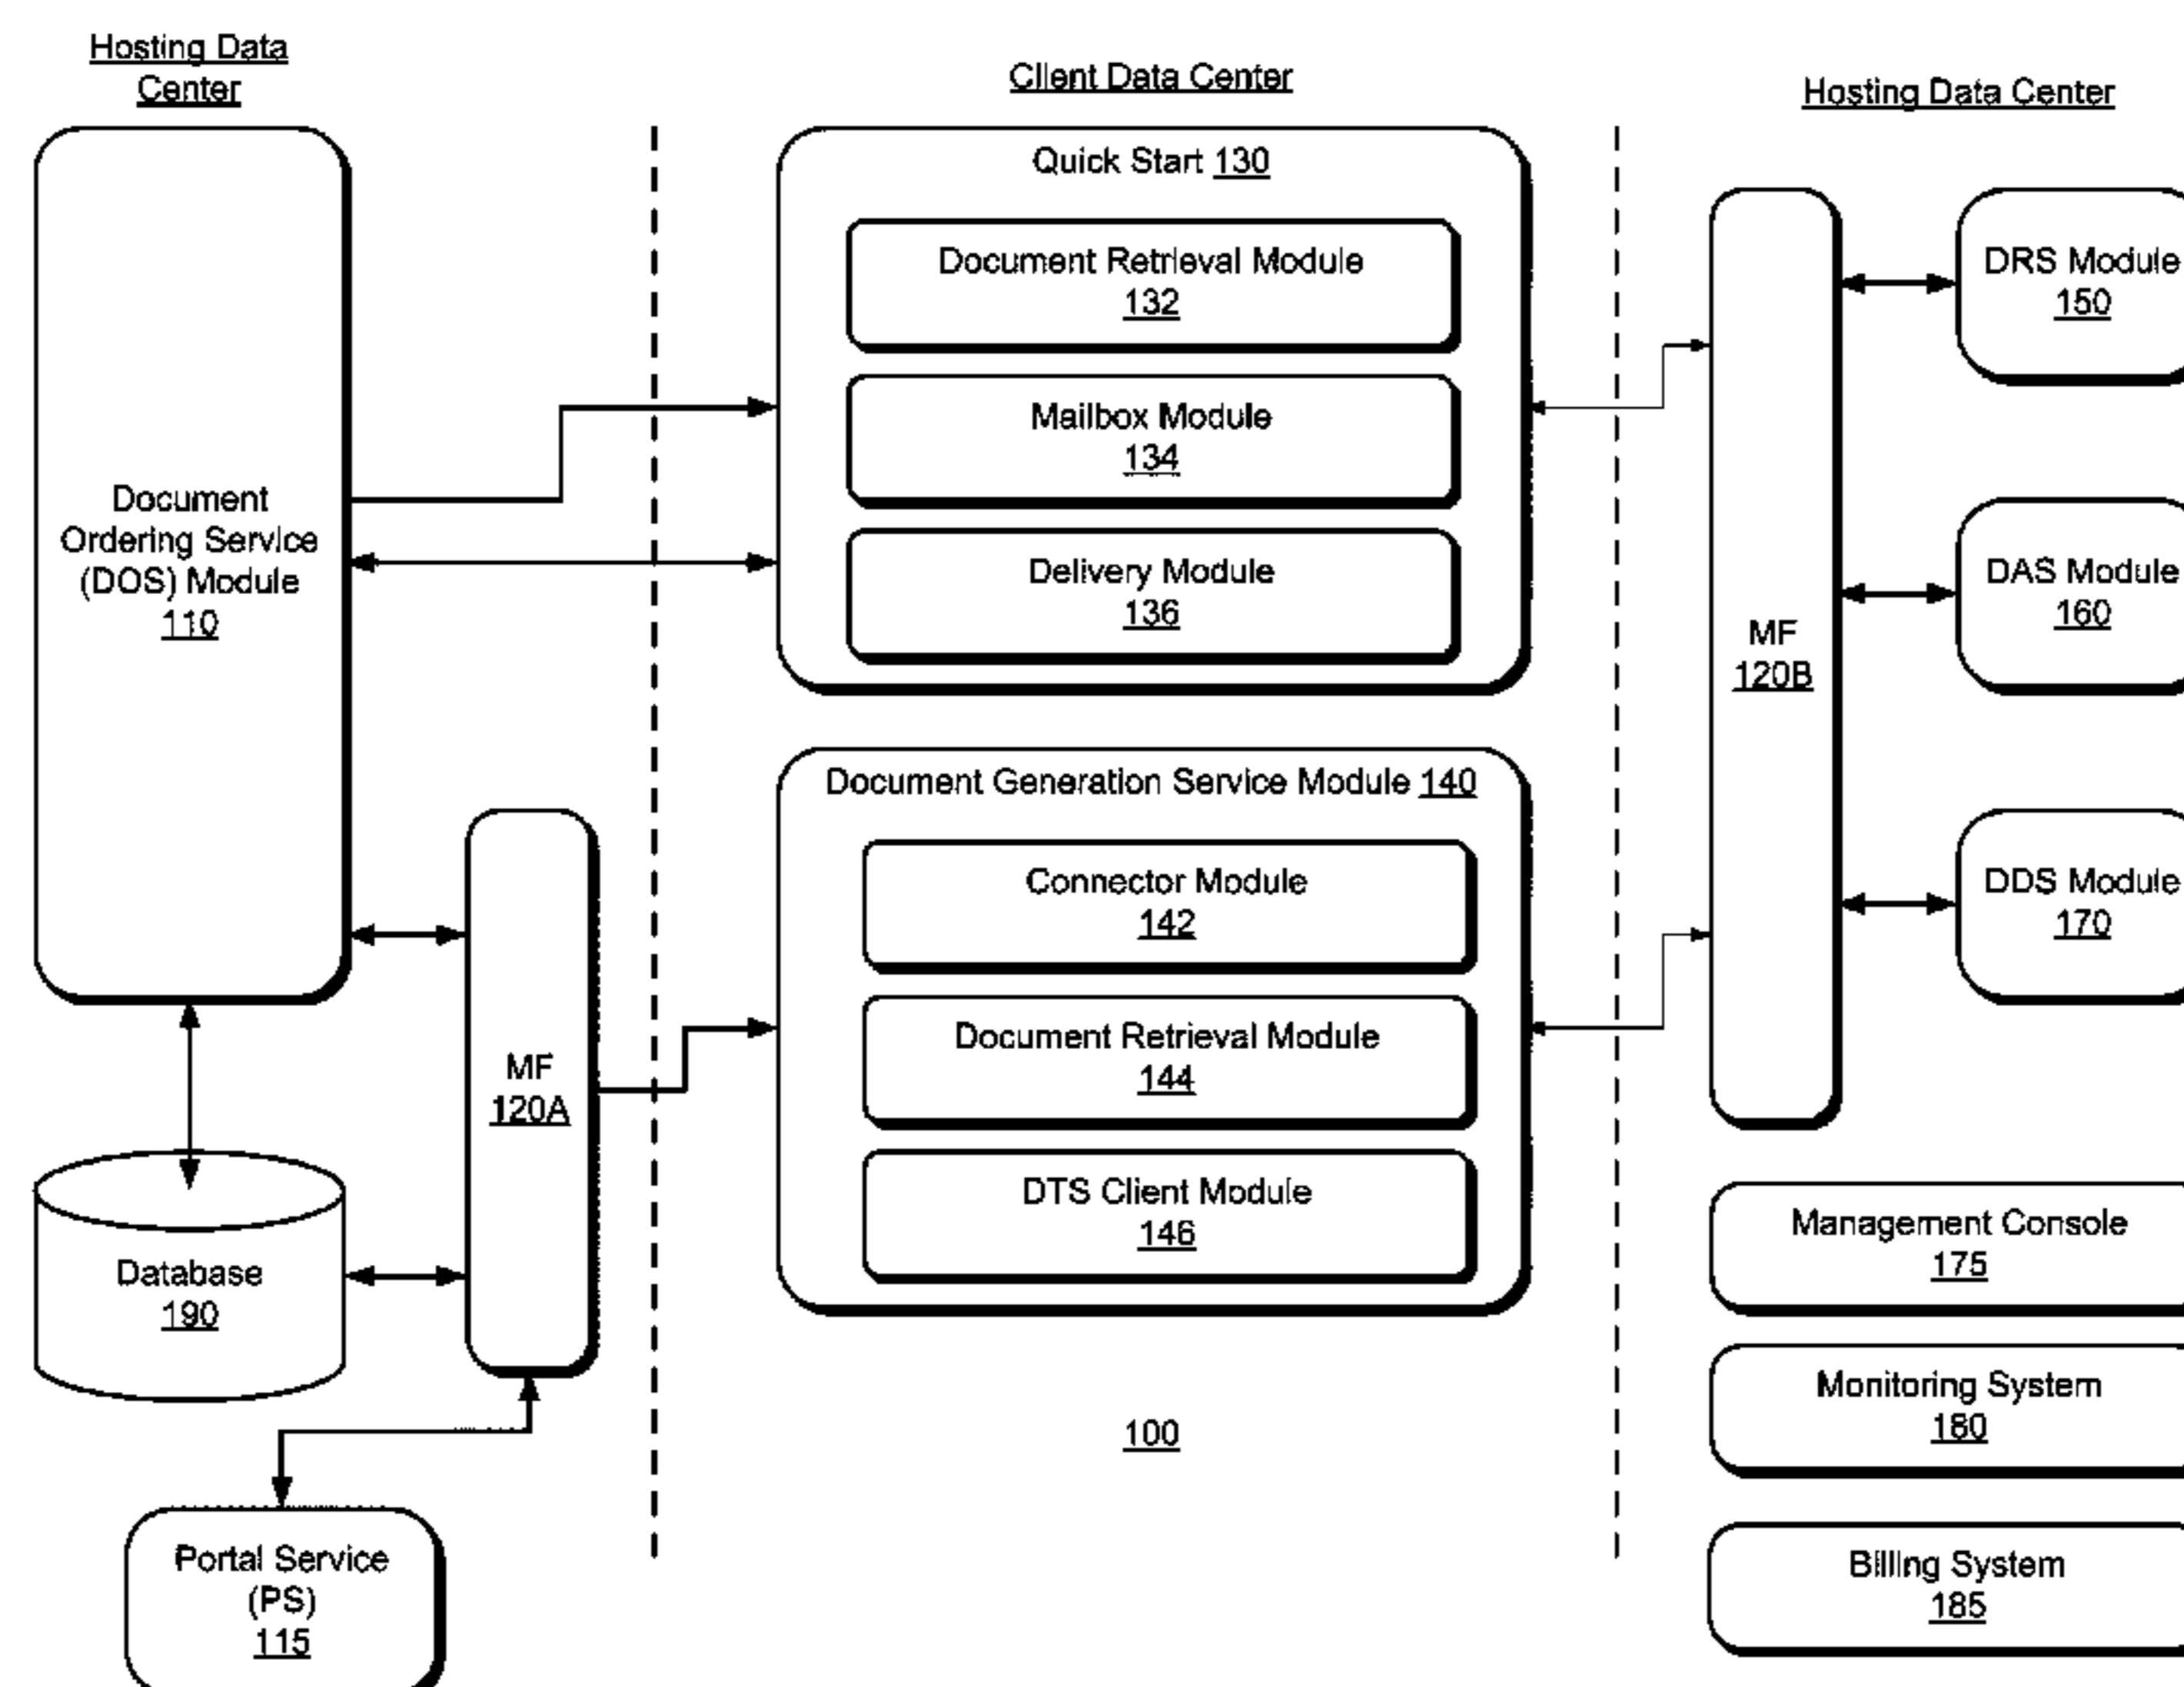 Hosting Data
Center
Document
Ordering Service
(DOS) Module
110
Database
190
MF
120A
Portal Service
(PS)
115
Client Data Center
Quick Start 130
Document Retrieval Module
132
Mailbox Module
134
Delivery Module
136
Document Generation Service Module 140
Connector Module
142
Document Retrieval Module
144
DTS Client Module
146
100
Hosting Data Center
MF
120B
DRS Module
150
DAS Module
160
DDS Module
170
Management Console
175
Monitoring System
180
Billing System
185